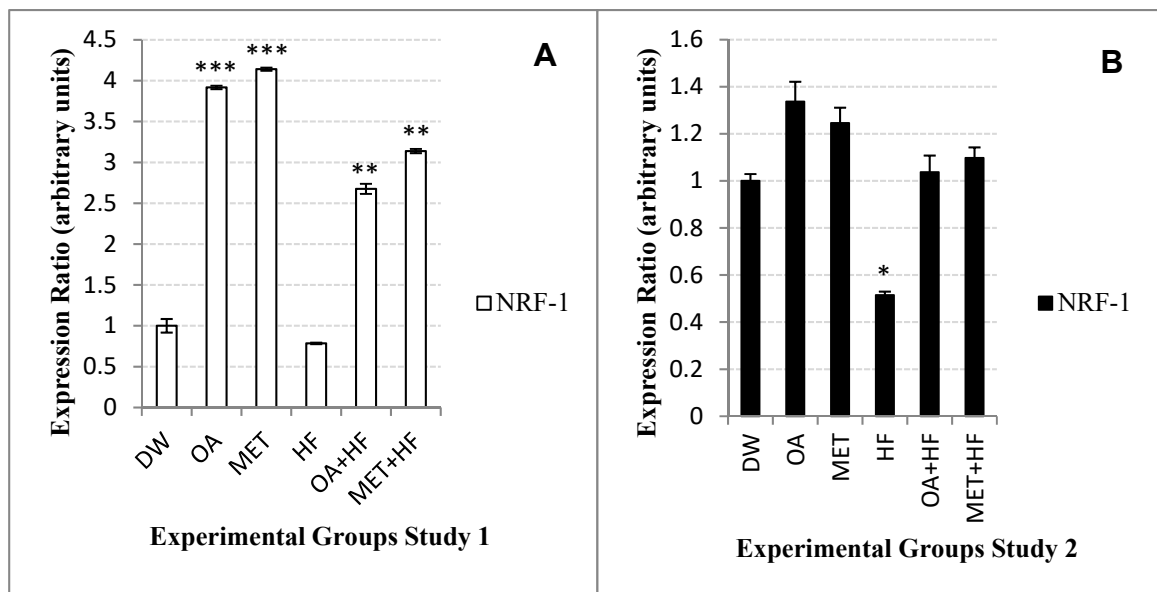 A
Expression Ratio (arbitrary units)
4.5
4
3.5
3
2.5
2
1.5
1
0.5
0
***
***
**
**
DW
OA
MET
HF
OA+HF
MET+HF
NRF-1
Experimental Groups Study 1
B
Expression Ratio (arbitrary units)
1.6
1.4
1.2
1
0.8
0.6
0.4
0.2
0
*
DW
OA
MET
HF
OA+HF
MET+HF
NRF-1
Experimental Groups Study 2